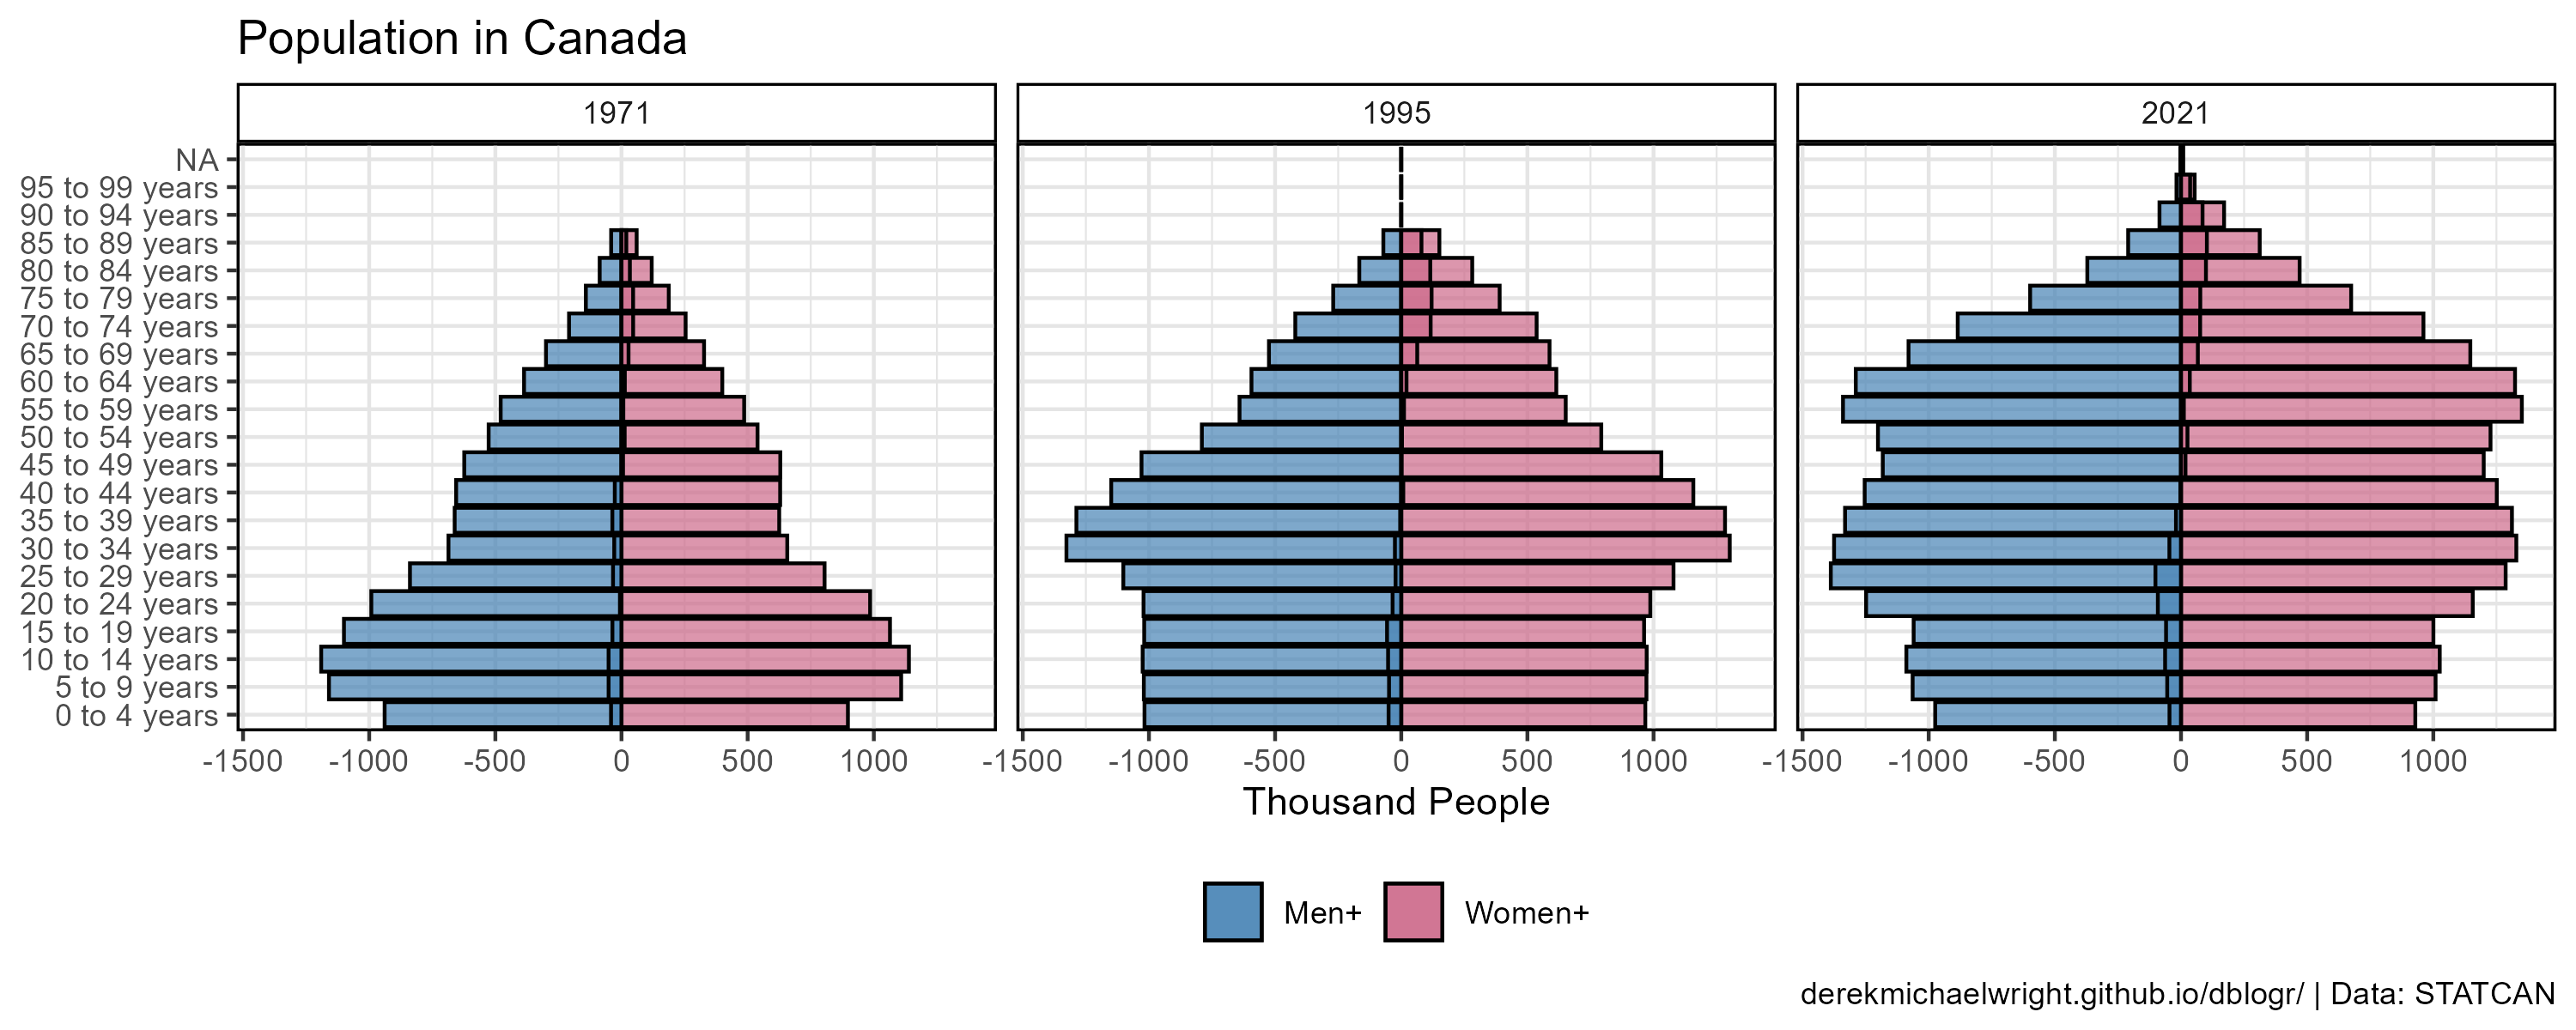 Population in Canada
1971 1995 2021
NA
95 to 99 years
90 to 94 years
85 to 89 years
80 to 84 years
75 to 79 years
70 to 74 years
65 to 69 years
60 to 64 years
55 to 59 years
50 to 54 years
45 to 49 years
40 to 44 years
35 to 39 years
30 to 34 years
25 to 29 years
20 to 24 years
15 to 19 years
10 to 14 years
5 to 9 years
0 to 4 years
-1500 -1000 -500 0 500 1000 -1500 -1000 -500 0 500 1000 -1500 -1000 -500 0 500 1000
Thousand People
Men+ Women+
derekmichaelwright.github.io/dblogr/ | Data: STATCAN